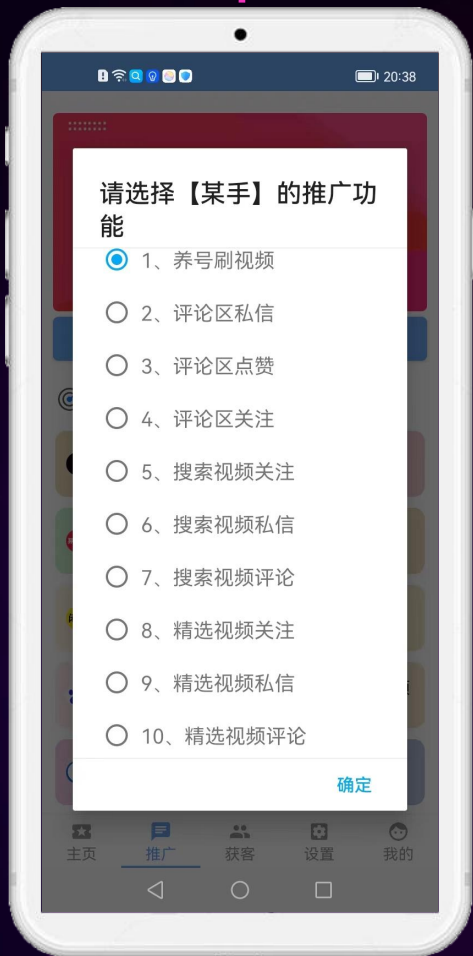 20:38
请选择【某手】的推广功
能
1、养号刷视频
2、评论区私信
3、评论区点赞
4、评论区关注
5、搜索视频关注
6、搜索视频私信
7、搜索视频评论
8、精选视频关注
9、精选视频私信
10、精选视频评论
确定
主页
推广
获客
设置
我的